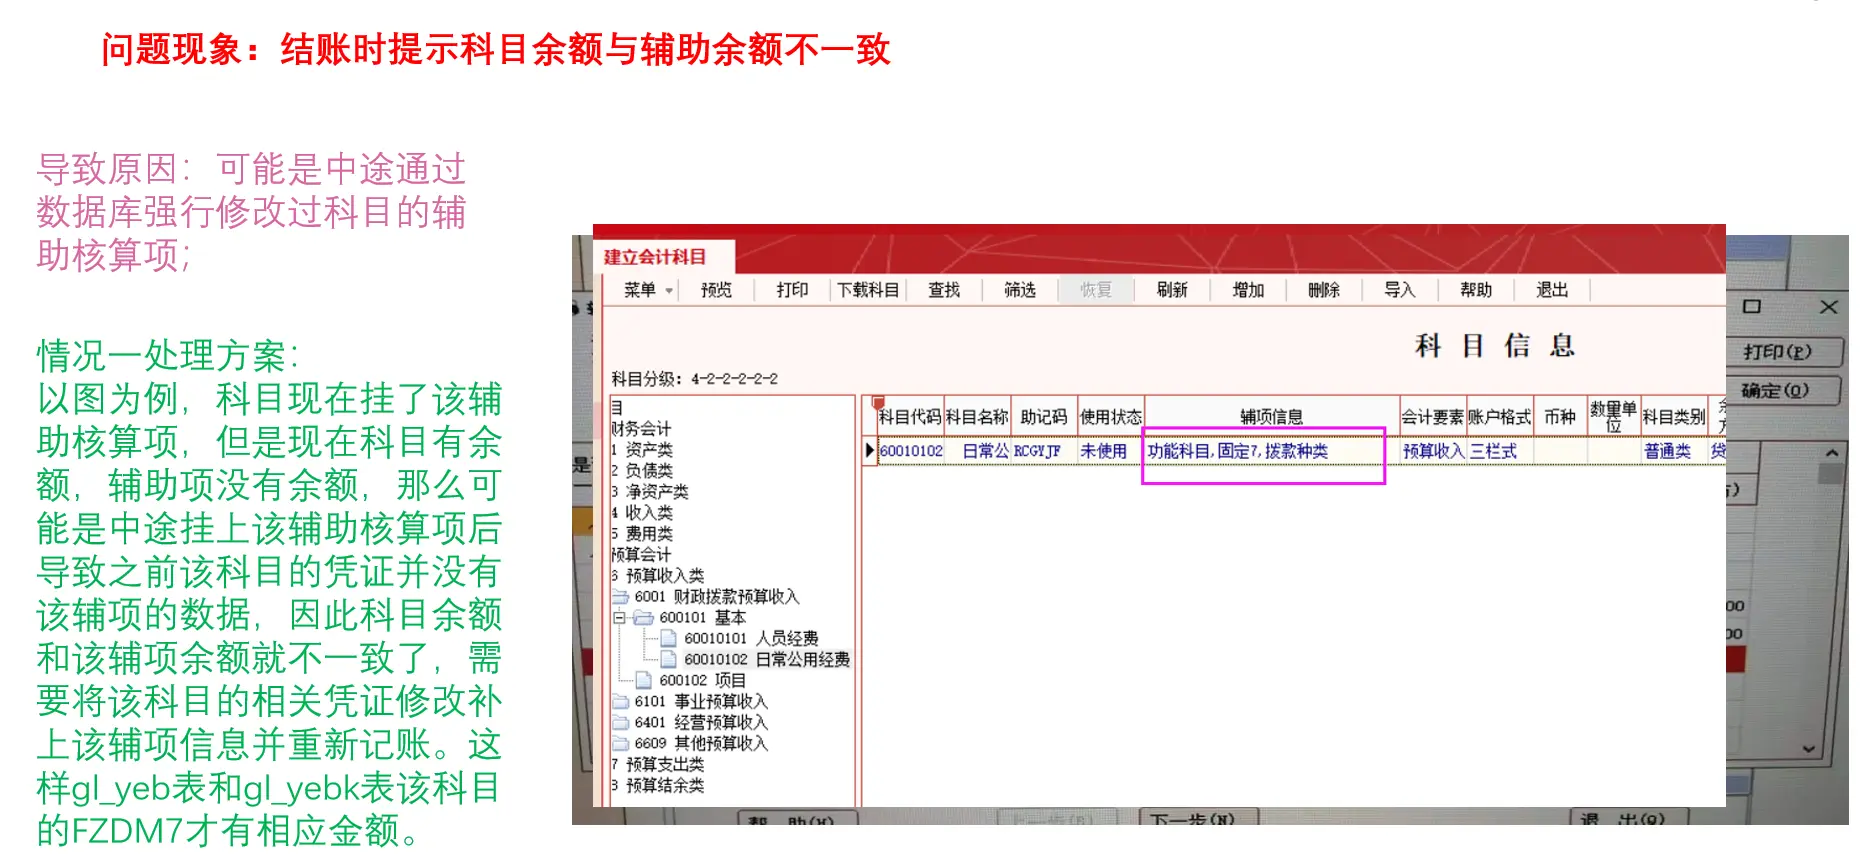 问题现象：结账时提示科目余额与辅助余额不一致
导致原因：可能是中途通过
数据库强行修改过科目的辅
助核算项；
情况一处理方案：
以图为例，科目现在挂了该辅
助核算项，但是现在科目有余
额，辅助项没有余额，那么可
能是中途挂上该辅助核算项后
导致之前该科目的凭证并没有
该辅项的数据，因此科目余额
和该辅项余额就不一致了，需
要将该科目的相关凭证修改补
上该辅项信息并重新记账。这
样gl_yeb表和gl_yebk表该科目
的FZDM7才有相应金额。
建立会计科目
菜单 预览 打印 下载科目 查找 筛选 恢复 刷新 增加 删除 导入 帮助 退出
科目信息
科目分级: 4-2-2-2-2-2
目
财务会计
1 资产类
2 负债类
3 净资产类
4 收入类
5 费用类
预算会计
6 预算收入类
6001 财政拨款预算收入
600101 基本
60010101 人员经费
60010102 日常公用经费
600102 项目
6101 事业预算收入
6401 经营预算收入
6609 其他预算收入
7 预算支出类
8 预算结余类
科目代码 科目名称 助记码 使用状态 辅项信息 会计要素 账户格式 币种 数量单位 科目类别
60010102 日常公 RCGYJF 未使用 功能科目,固定7,拨款种类 预算收入 三栏式 普通类 贷
打印(P)
确定(O)
是
00
00
帮 助(H) 上一步(B) 下一步(N) 退 出(Q)